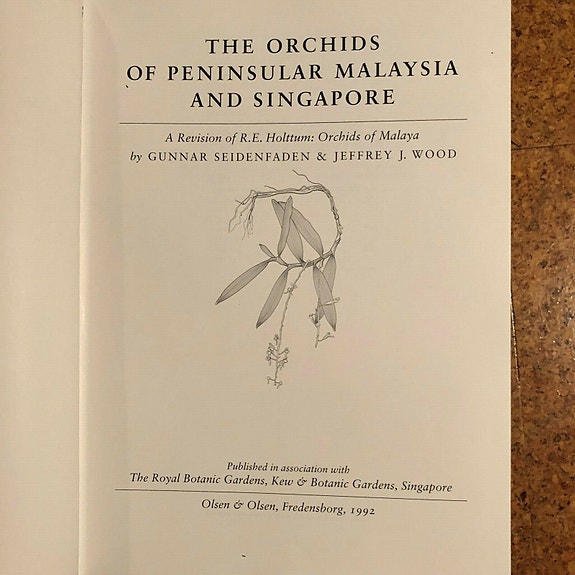 THE ORCHIDS
OF PENINSULAR MALAYSIA
AND SINGAPORE
A Revision of R.E. Holttum: Orchids of Malaya
by GUNNAR SEIDENFADEN & JEFFREY J. WOOD
Published in association with
The Royal Botanic Gardens, Kew & Botanic Gardens, Singapore
Olsen & Olsen, Fredensborg, 1992